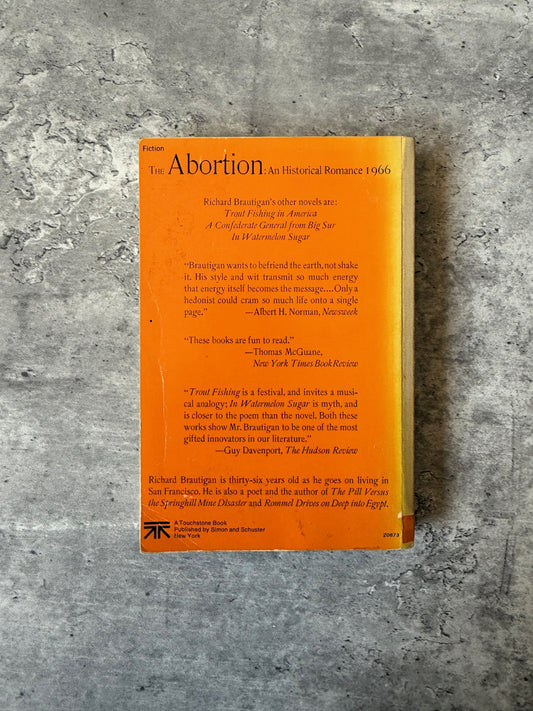 Fiction
THE Abortion: An Historical Romance 1966
Richard Brautigan's other novels are:
Trout Fishing in America
A Confederate General from Big Sur
In Watermelon Sugar
"Brautigan wants to befriend the earth, not shake
it. His style and wit transmit so much energy
that energy itself becomes the message....Only a
hedonist could cram so much life onto a single
page." —Albert H. Norman, Newsweek
"These books are fun to read."
—Thomas McGuane,
New York Times Book Review
"Trout Fishing is a festival, and invites a musi-
cal analogy; In Watermelon Sugar is myth, and
is closer to the poem than the novel. Both these
works show Mr. Brautigan to be one of the most
gifted innovators in our literature."
—Guy Davenport, The Hudson Review
Richard Brautigan is thirty-six years old as he goes on living in
San Francisco. He is also a poet and the author of The Pill Versus
the Springhill Mine Disaster and Rommel Drives on Deep into Egypt.
A Touchstone Book
Published by Simon and Schuster
New York
20873